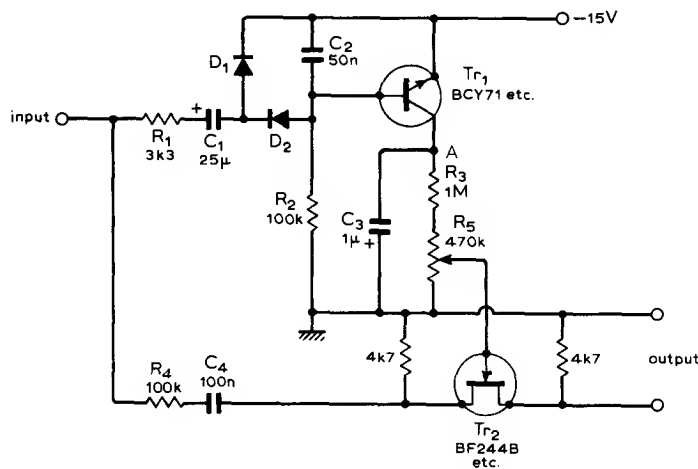 −15V
C2
50n
D1
Tr1
BCY71 etc.
input
+
R1
3k3
C1
25μ
D2
A
R3
1M
R2
100k
C3
1μ
+
R5
470k
4k7
4k7
output
R4
100k
C4
100n
Tr2
BF244B
etc.